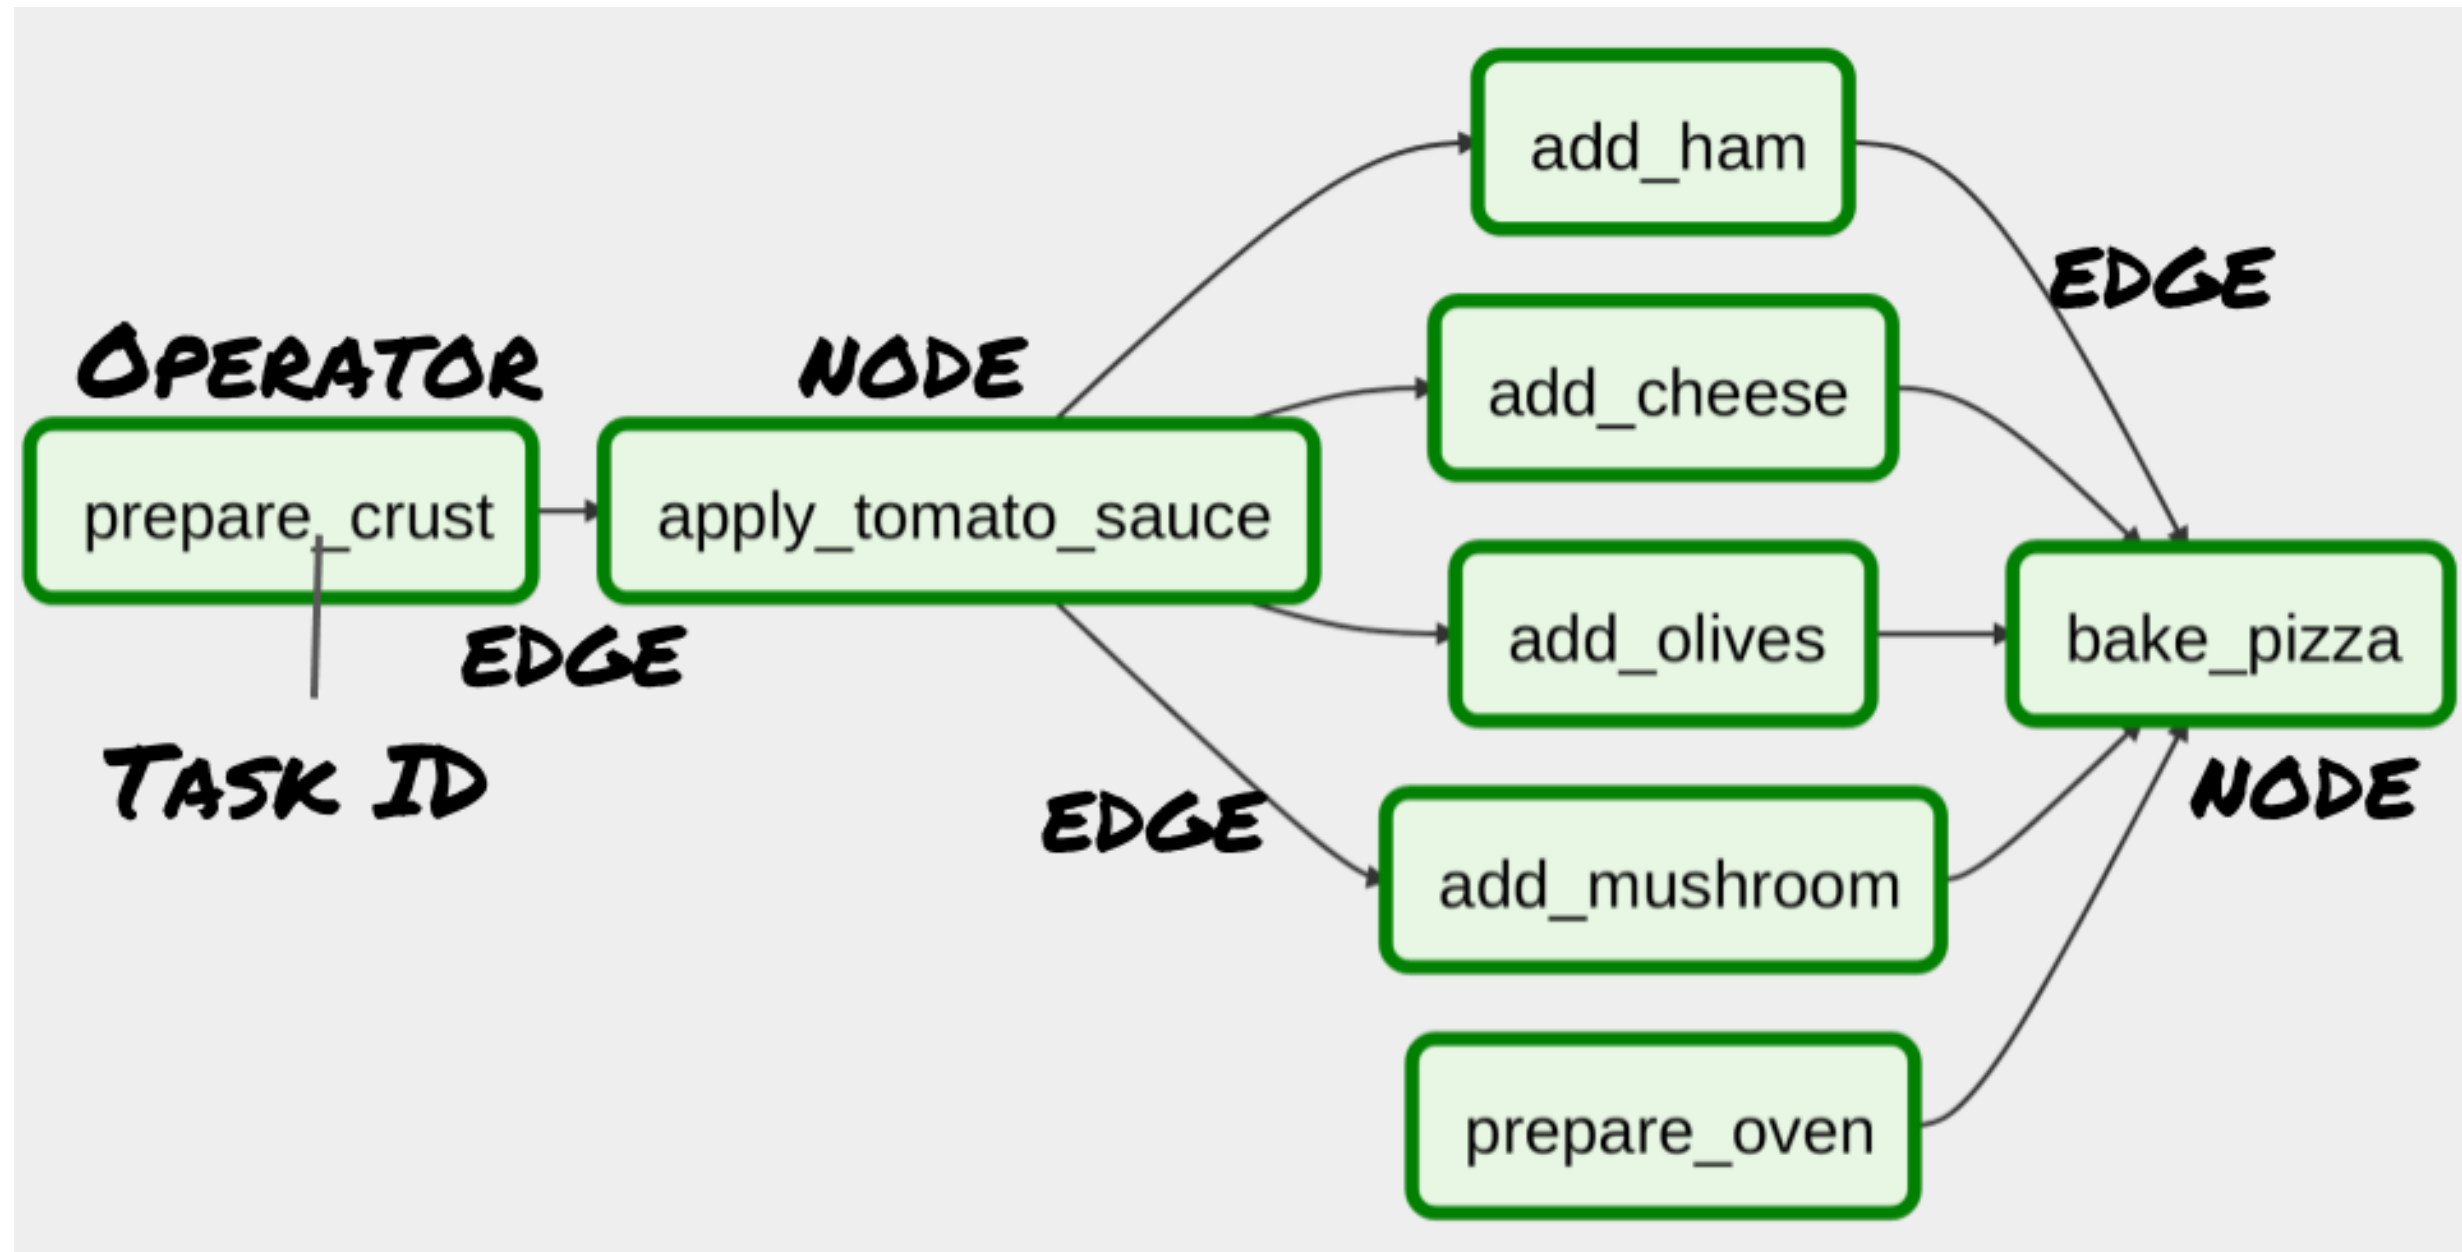 add_ham
EDGE
OPERATOR
NODE
add_cheese
prepare_crust
apply_tomato_sauce
EDGE
add_olives
bake_pizza
TASK ID
EDGE
NODE
add_mushroom
prepare_oven